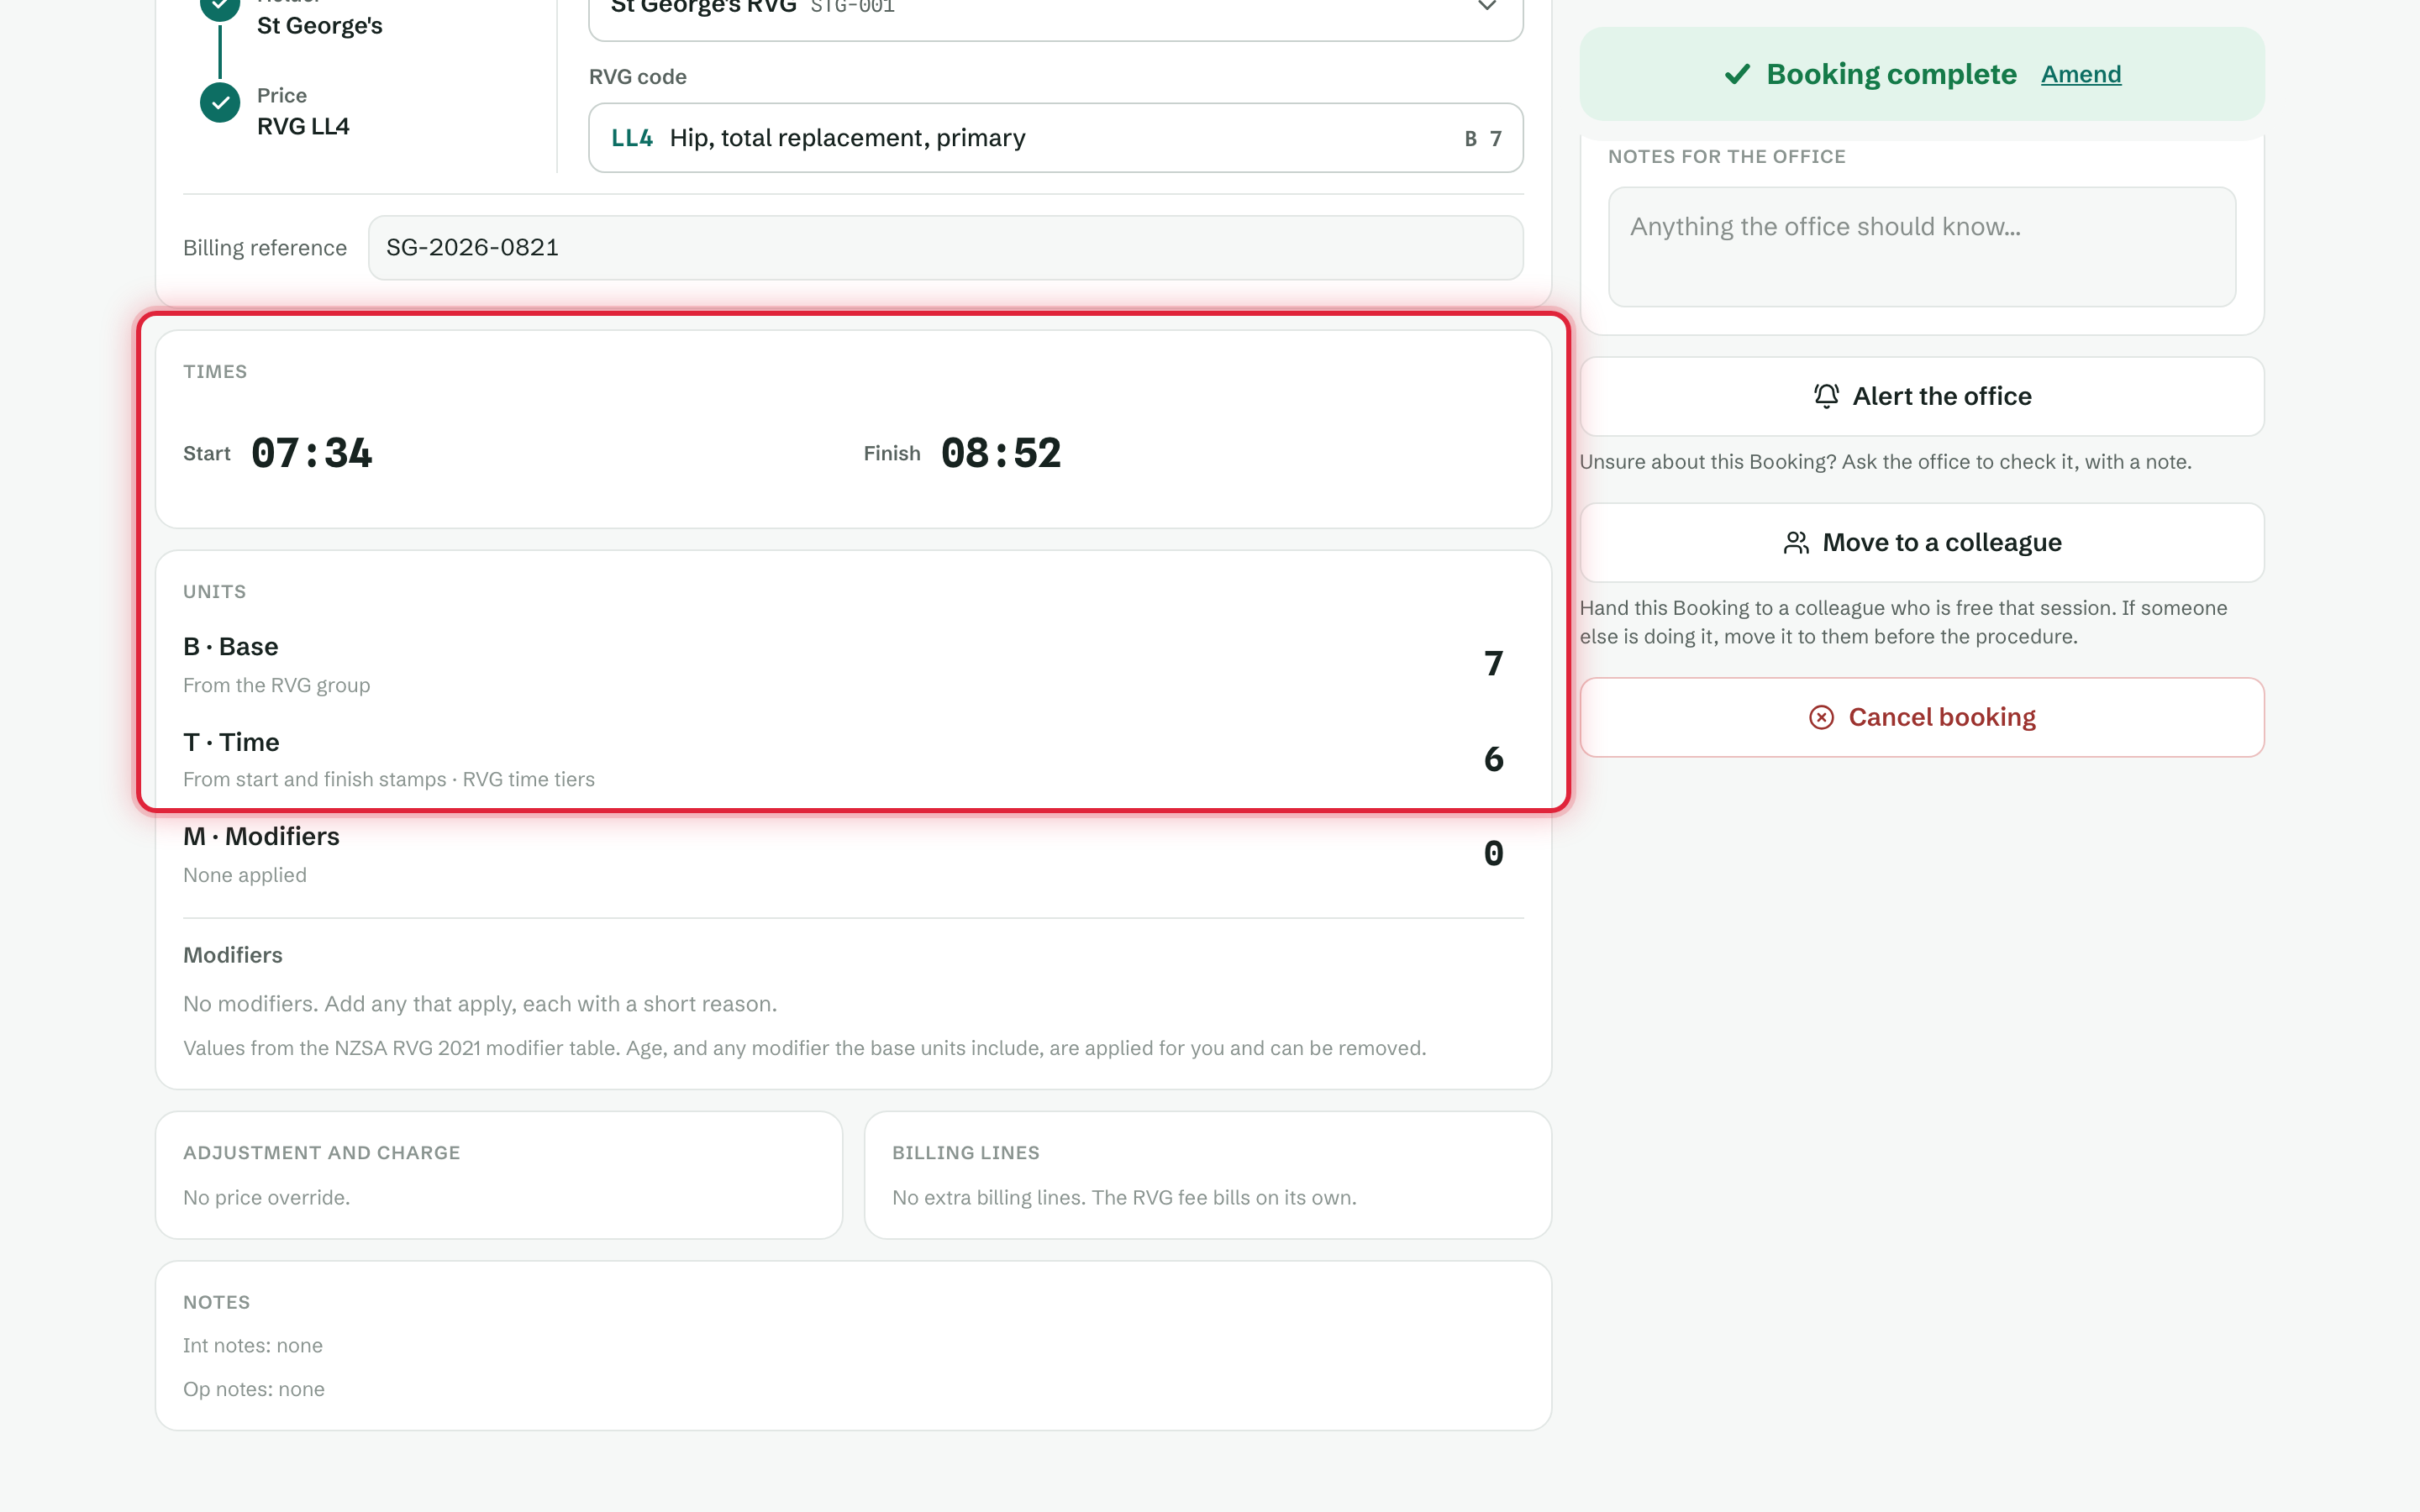 Holder
St George's
Price
RVG LL4
St George's RVG STG-001
RVG code
LL4 Hip, total replacement, primary B 7
Billing reference SG-2026-0821
TIMES
Start 07:34 Finish 08:52
UNITS
B · Base
From the RVG group
7
T · Time
From start and finish stamps · RVG time tiers
6
M · Modifiers
None applied
0
Modifiers
No modifiers. Add any that apply, each with a short reason.
Values from the NZSA RVG 2021 modifier table. Age, and any modifier the base units include, are applied for you and can be removed.
ADJUSTMENT AND CHARGE
No price override.
BILLING LINES
No extra billing lines. The RVG fee bills on its own.
NOTES
Int notes: none
Op notes: none
Booking complete Amend
NOTES FOR THE OFFICE
Anything the office should know...
Alert the office
Unsure about this Booking? Ask the office to check it, with a note.
Move to a colleague
Hand this Booking to a colleague who is free that session. If someone
else is doing it, move it to them before the procedure.
Cancel booking